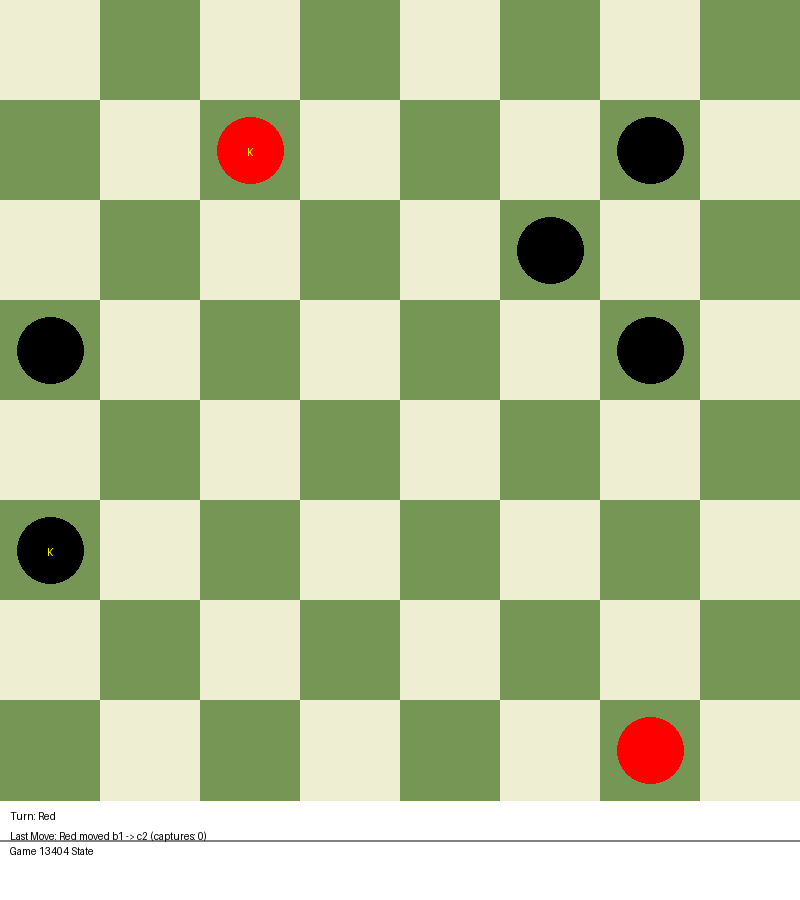 K
K
Turn: Red
Last Move: Red moved b1 -> c2 (captures: 0)
Game 13404 State